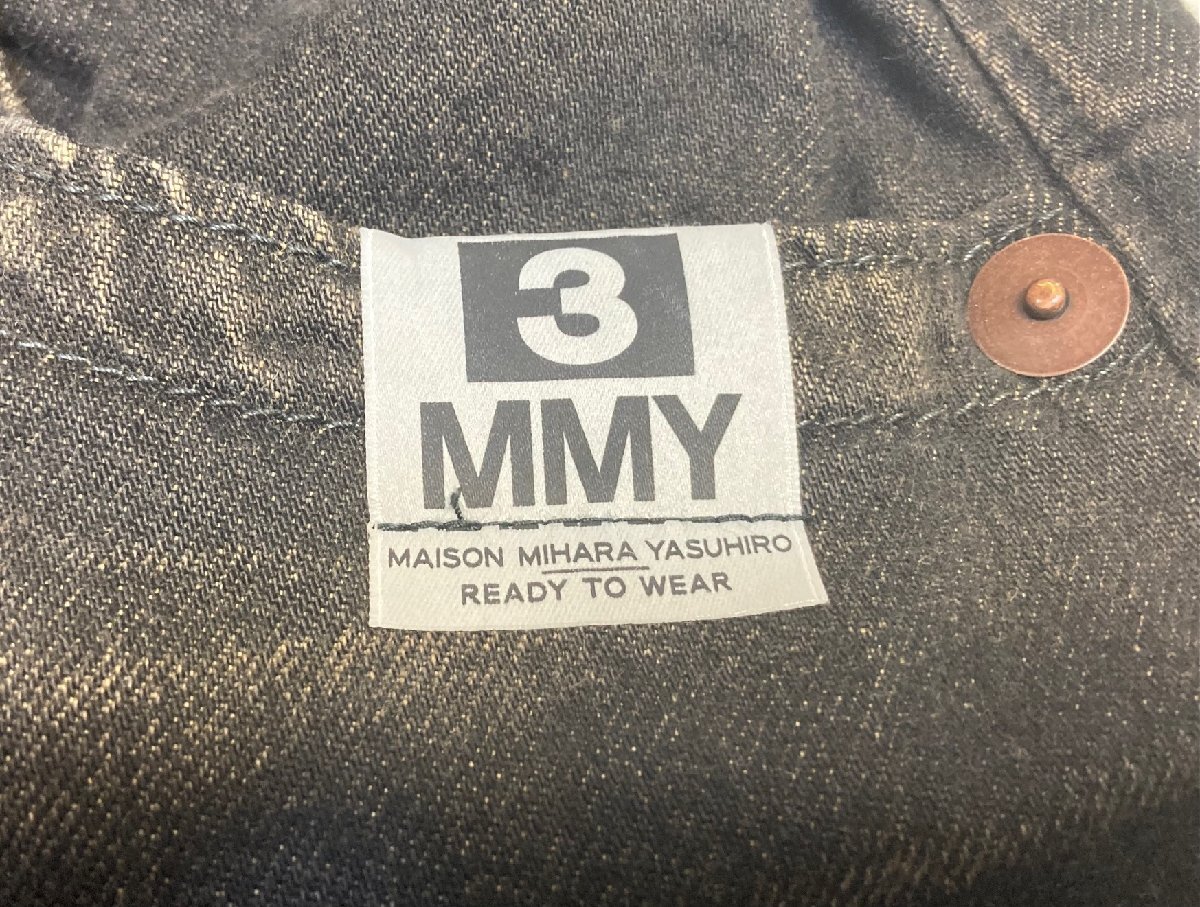 3
MMY
MAISON MIHARA YASUHIRO
READY TO WEAR